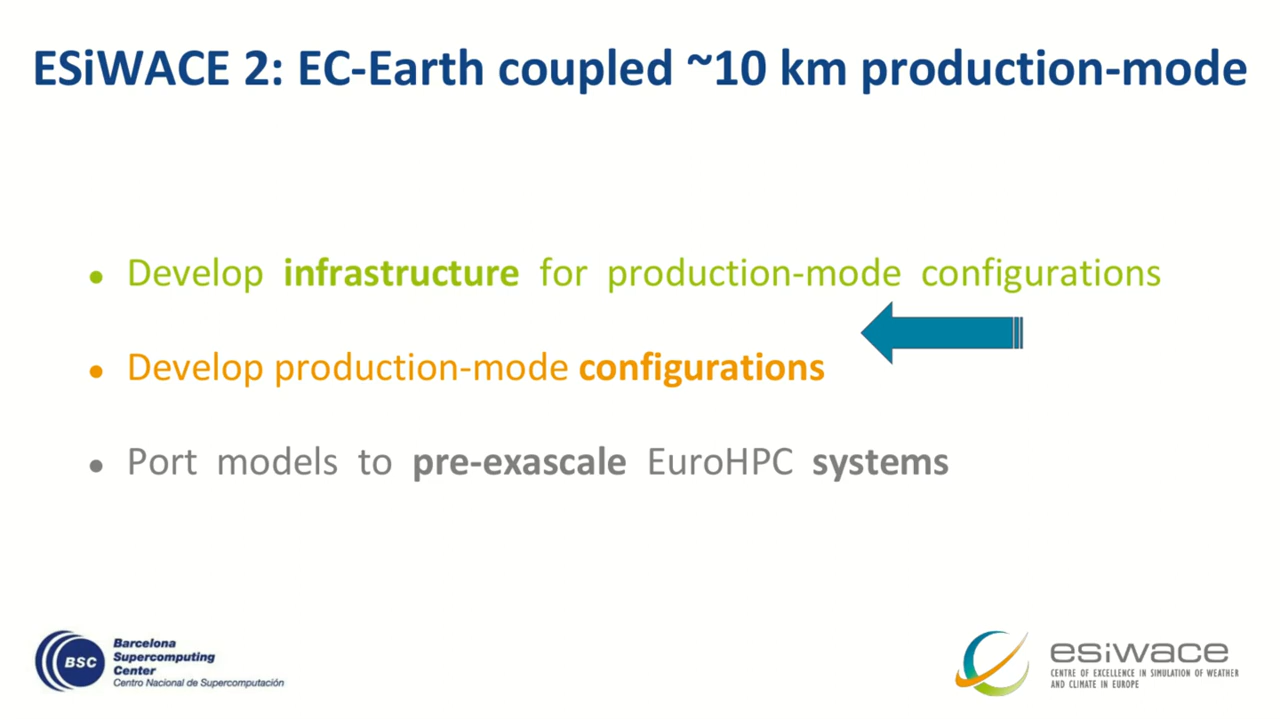 ESiWACE 2: EC-Earth coupled ~10 km production-mode
● Develop infrastructure for production-mode configurations
● Develop production-mode configurations
● Port models to pre-exascale EuroHPC systems
BSC
Barcelona
Supercomputing
Center
Centro Nacional de Supercomputación
esiwace
CENTRE OF EXCELLENCE IN SIMULATION OF WEATHER
AND CLIMATE IN EUROPE